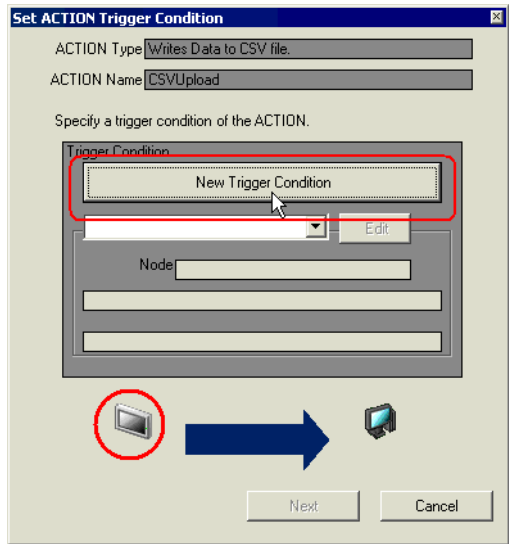 Set ACTION Trigger Condition
ACTION Type Writes Data to CSV file.
ACTION Name CSVUpload
Specify a trigger condition of the ACTION.
Trigger Condition
New Trigger Condition
Edit
Node
Next Cancel